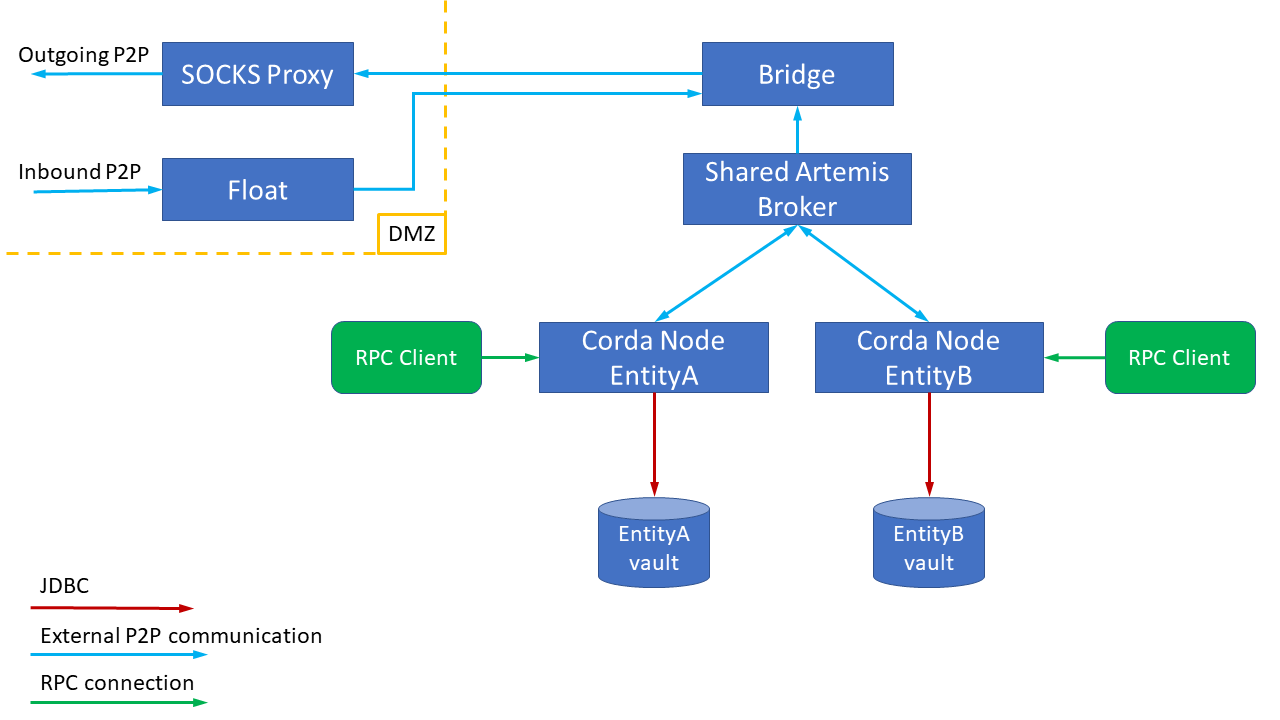 Outgoing P2P
SOCKS Proxy
Bridge
Inbound P2P
Float
Shared Artemis
Broker
DMZ
RPC Client
Corda Node
EntityA
Corda Node
EntityB
RPC Client
EntityA
vault
EntityB
vault
JDBC
External P2P communication
RPC connection